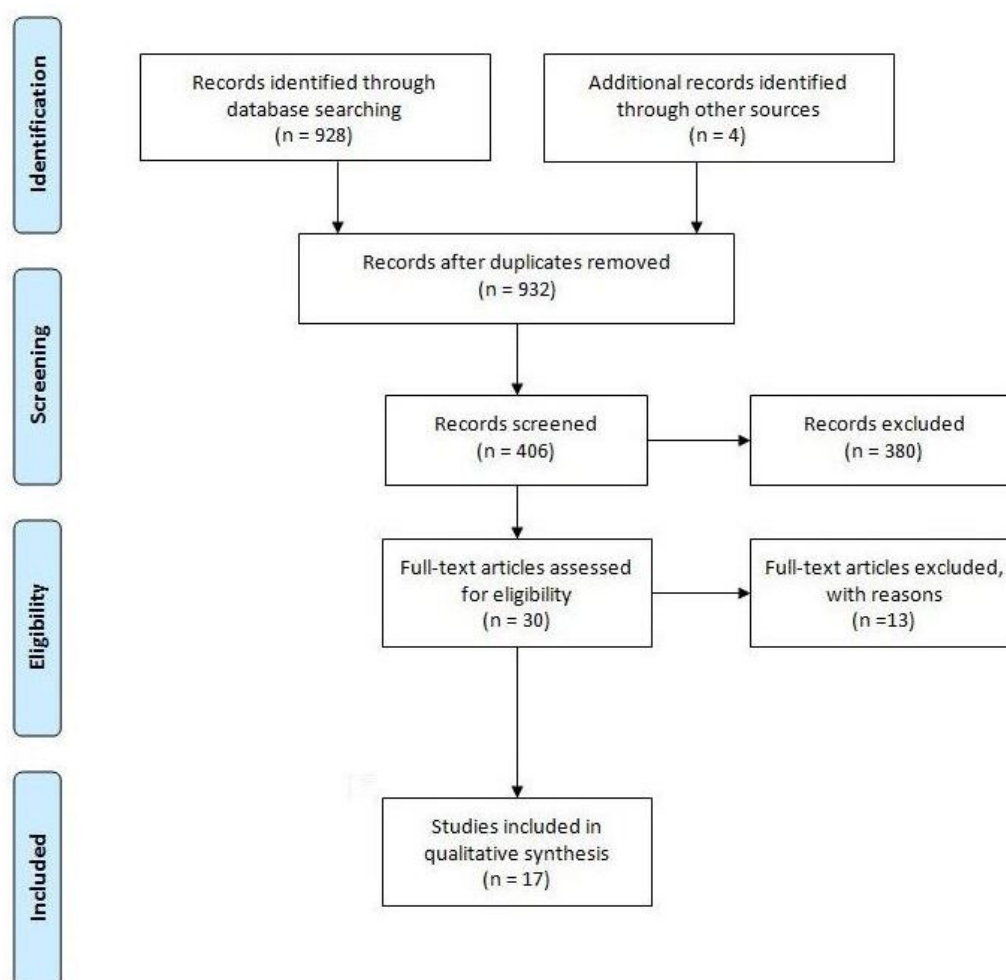 Identification
Records identified through
database searching
(n = 928)
Additional records identified
through other sources
(n = 4)
Records after duplicates removed
(n = 932)
Screening
Records screened
(n = 406)
Records excluded
(n = 380)
Eligibility
Full-text articles assessed
for eligibility
(n = 30)
Full-text articles excluded,
with reasons
(n =13)
Included
Studies included in
qualitative synthesis
(n = 17)